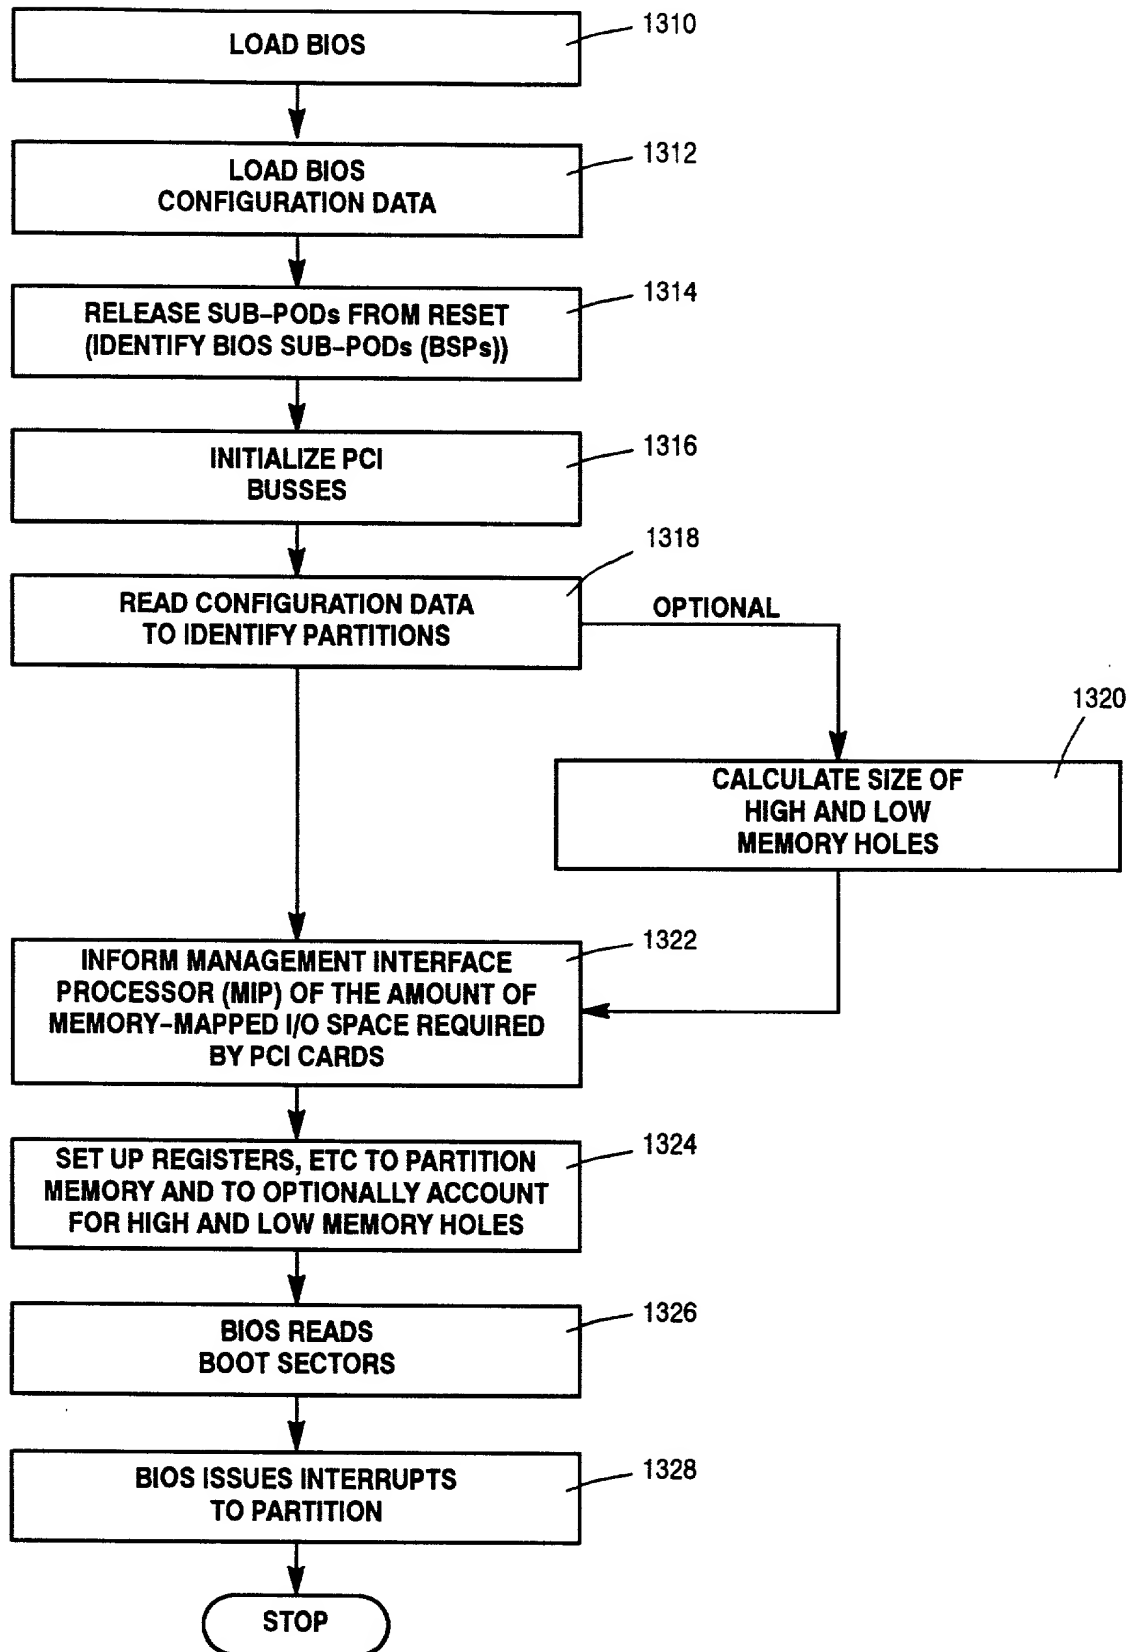 LOAD BIOS
1310
LOAD BIOS
CONFIGURATION DATA
1312
RELEASE SUB-PODs FROM RESET
(IDENTIFY BIOS SUB-PODs (BSPs))
1314
INITIALIZE PCI
BUSSES
1316
READ CONFIGURATION DATA
TO IDENTIFY PARTITIONS
1318
OPTIONAL
1320
CALCULATE SIZE OF
HIGH AND LOW
MEMORY HOLES
INFORM MANAGEMENT INTERFACE
PROCESSOR (MIP) OF THE AMOUNT OF
MEMORY-MAPPED I/O SPACE REQUIRED
BY PCI CARDS
1322
SET UP REGISTERS, ETC TO PARTITION
MEMORY AND TO OPTIONALLY ACCOUNT
FOR HIGH AND LOW MEMORY HOLES
1324
BIOS READS
BOOT SECTORS
1326
BIOS ISSUES INTERRUPTS
TO PARTITION
1328
STOP